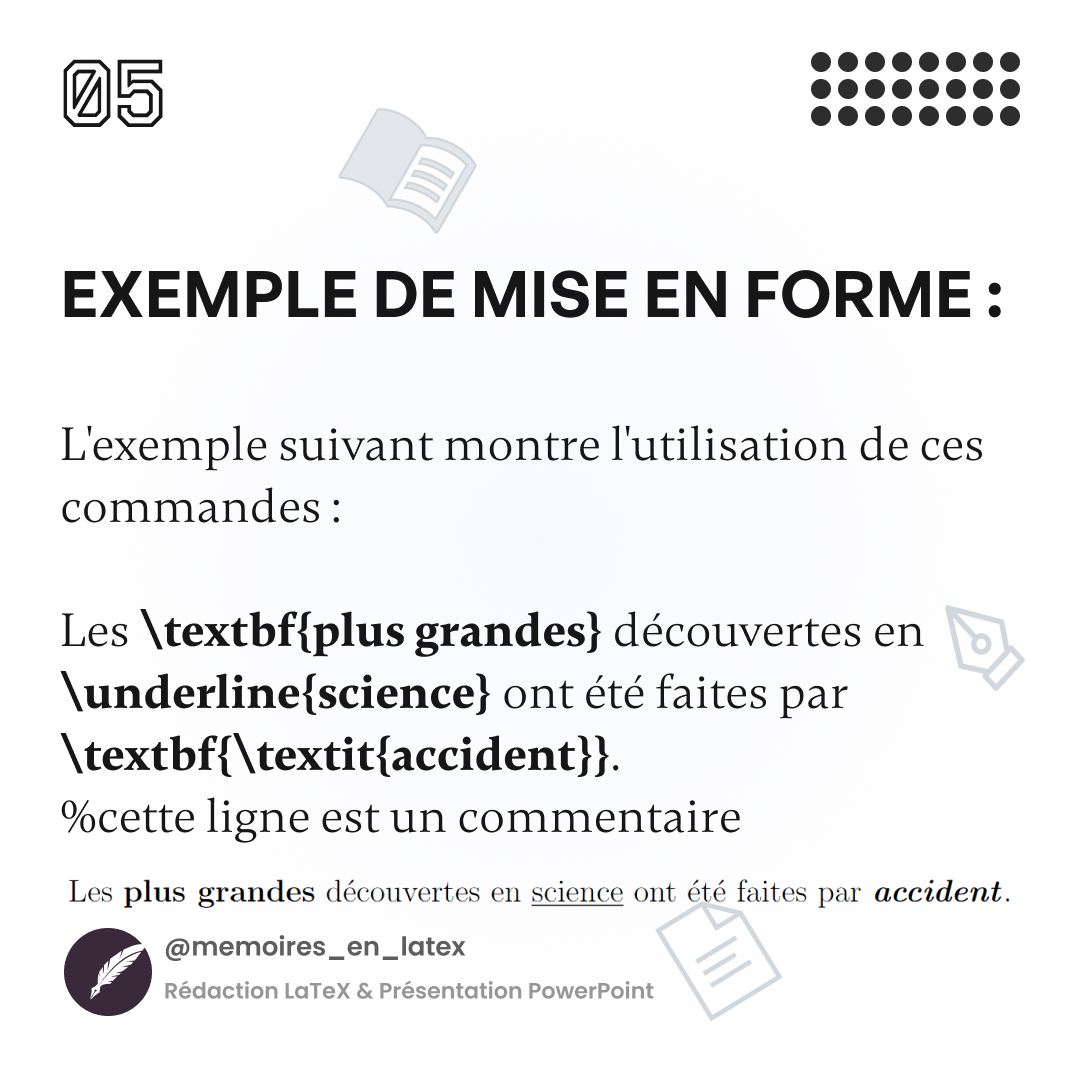 05
EXEMPLE DE MISE EN FORME :
L'exemple suivant montre l'utilisation de ces
commandes :
Les \textbf{plus grandes} découvertes en
\underline{science} ont été faites par
\textbf{\textit{accident}}.
%cette ligne est un commentaire
Les plus grandes découvertes en science ont été faites par accident.
@memoires_en_latex
Rédaction LaTeX & Présentation PowerPoint